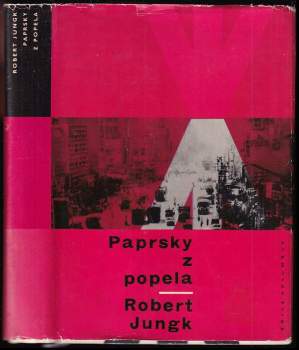 ROBERT JUNGK
PAPRSKY
Z POPELA
Paprsky
z
popela
Robert
Jungk